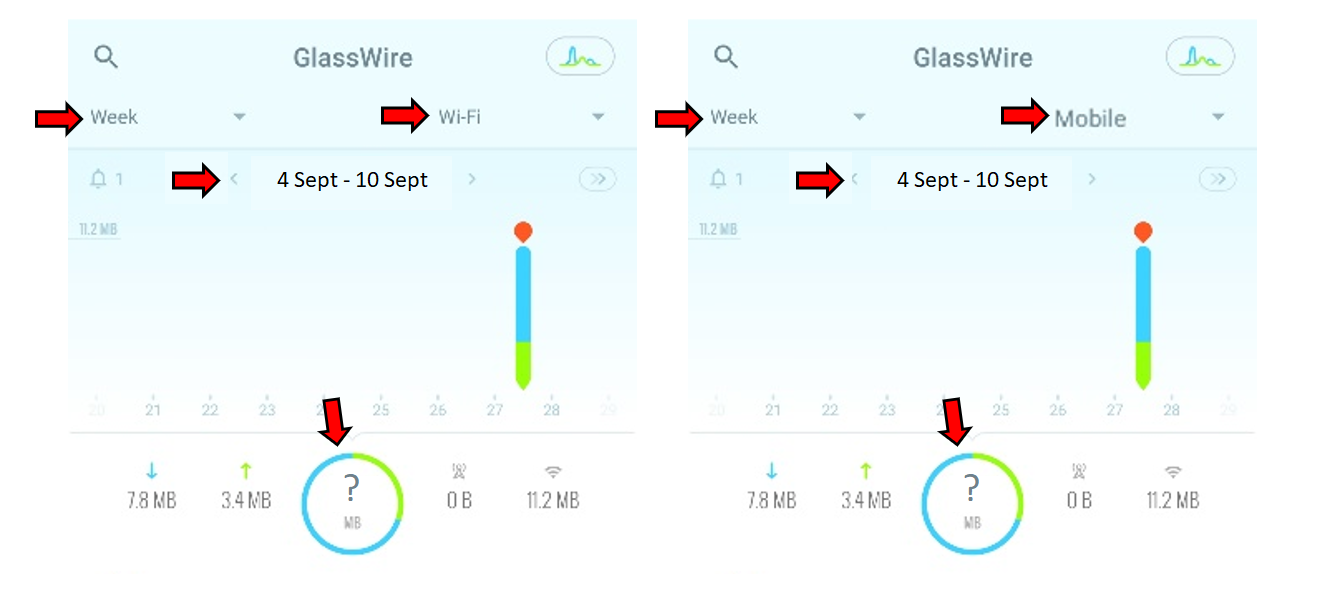 GlassWire
Week Wi-Fi
1 4 Sept - 10 Sept
11.2 MB
20 21 22 23 25 26 27 28 29
?
MB
7.8 MB 3.4 MB 0 B 11.2 MB
GlassWire
Week Mobile
1 4 Sept - 10 Sept
11.2 MB
20 21 22 23 25 26 27 28 29
?
MB
7.8 MB 3.4 MB 0 B 11.2 MB